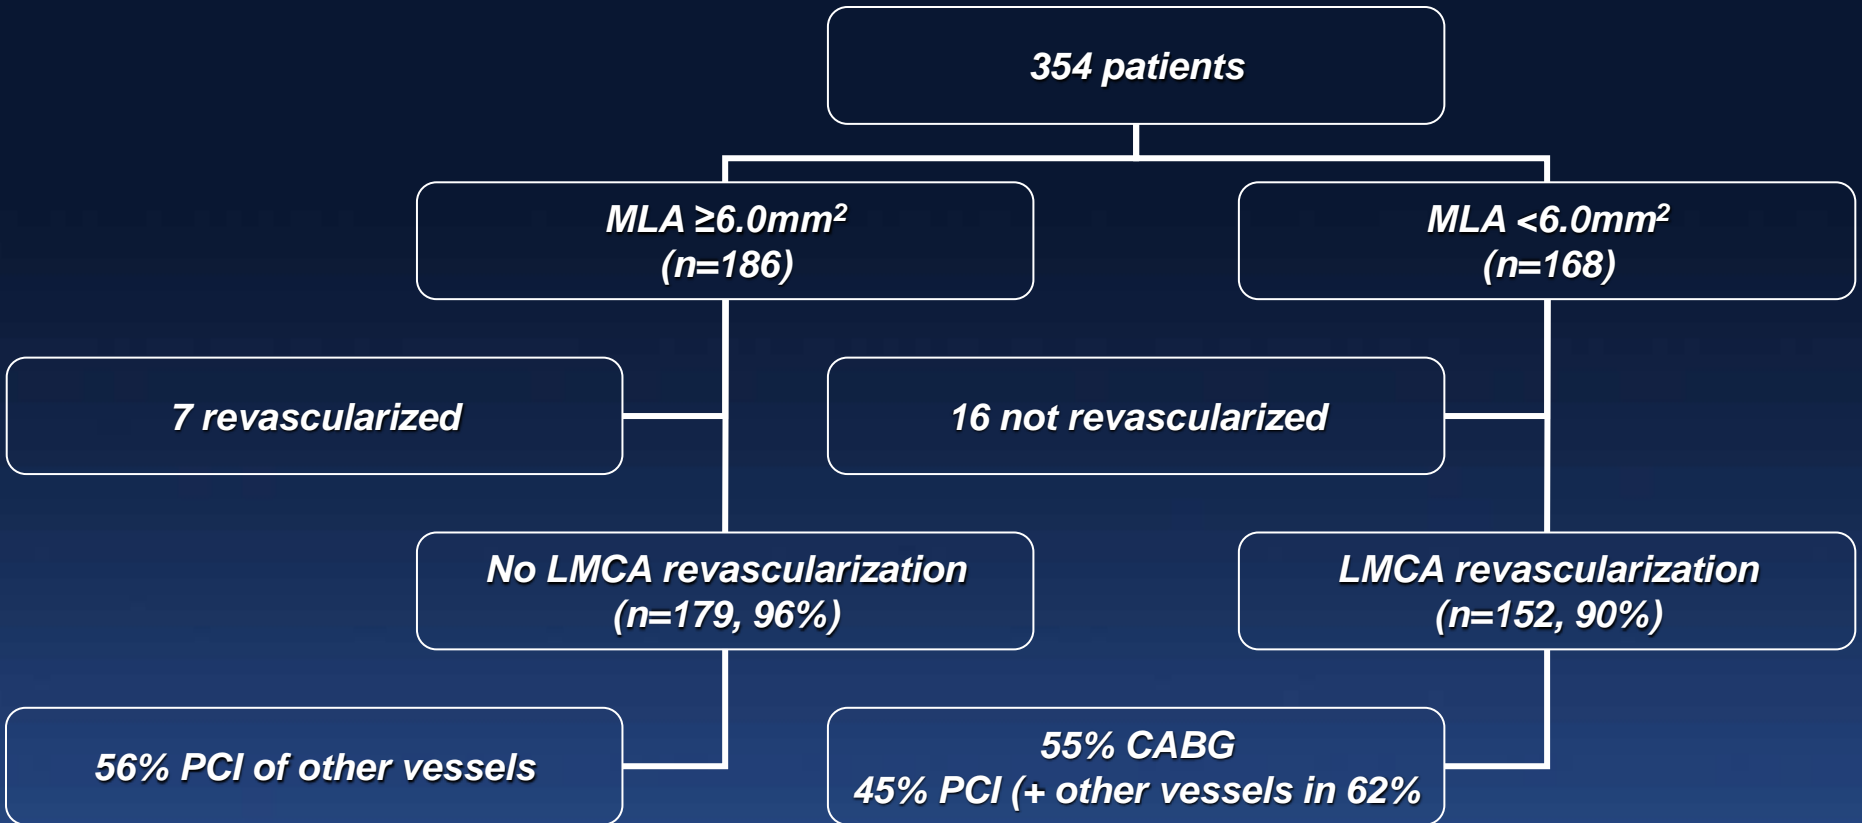 354 patients
MLA ≥6.0mm²
(n=186)
MLA <6.0mm²
(n=168)
7 revascularized
16 not revascularized
No LMCA revascularization
(n=179, 96%)
LMCA revascularization
(n=152, 90%)
56% PCI of other vessels
55% CABG
45% PCI (+ other vessels in 62%